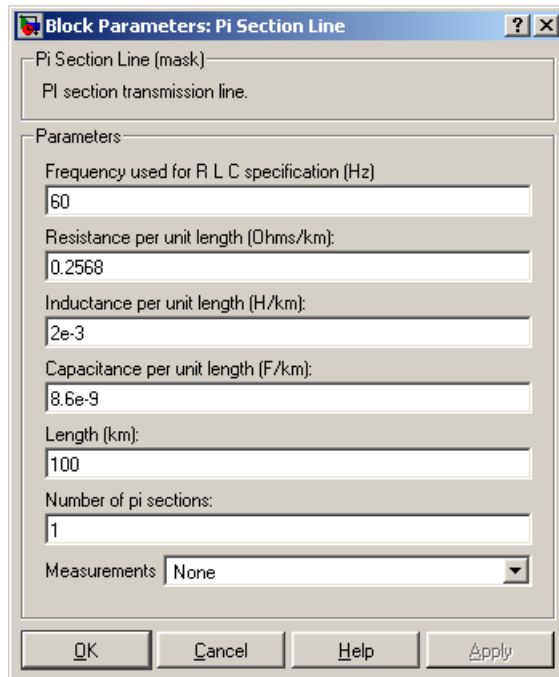 Block Parameters: Pi Section Line
Pi Section Line (mask)
PI section transmission line.
Parameters
Frequency used for R L C specification (Hz)
60
Resistance per unit length (Ohms/km):
0.2568
Inductance per unit length (H/km):
2e-3
Capacitance per unit length (F/km):
8.6e-9
Length (km):
100
Number of pi sections:
1
Measurements None
OK Cancel Help Apply